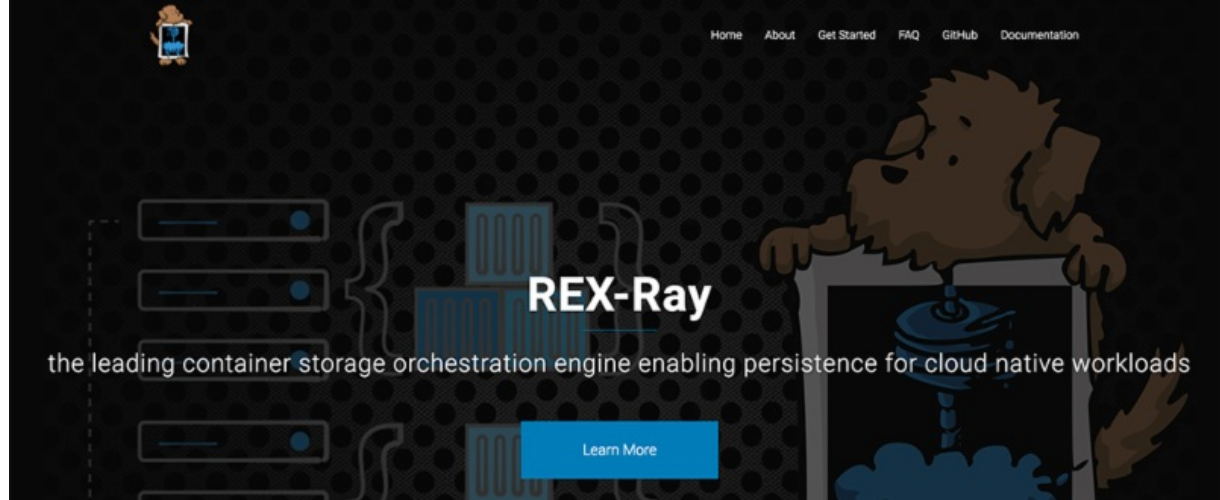 Home About Get Started FAQ GitHub Documentation
REX-Ray
the leading container storage orchestration engine enabling persistence for cloud native workloads
Learn More